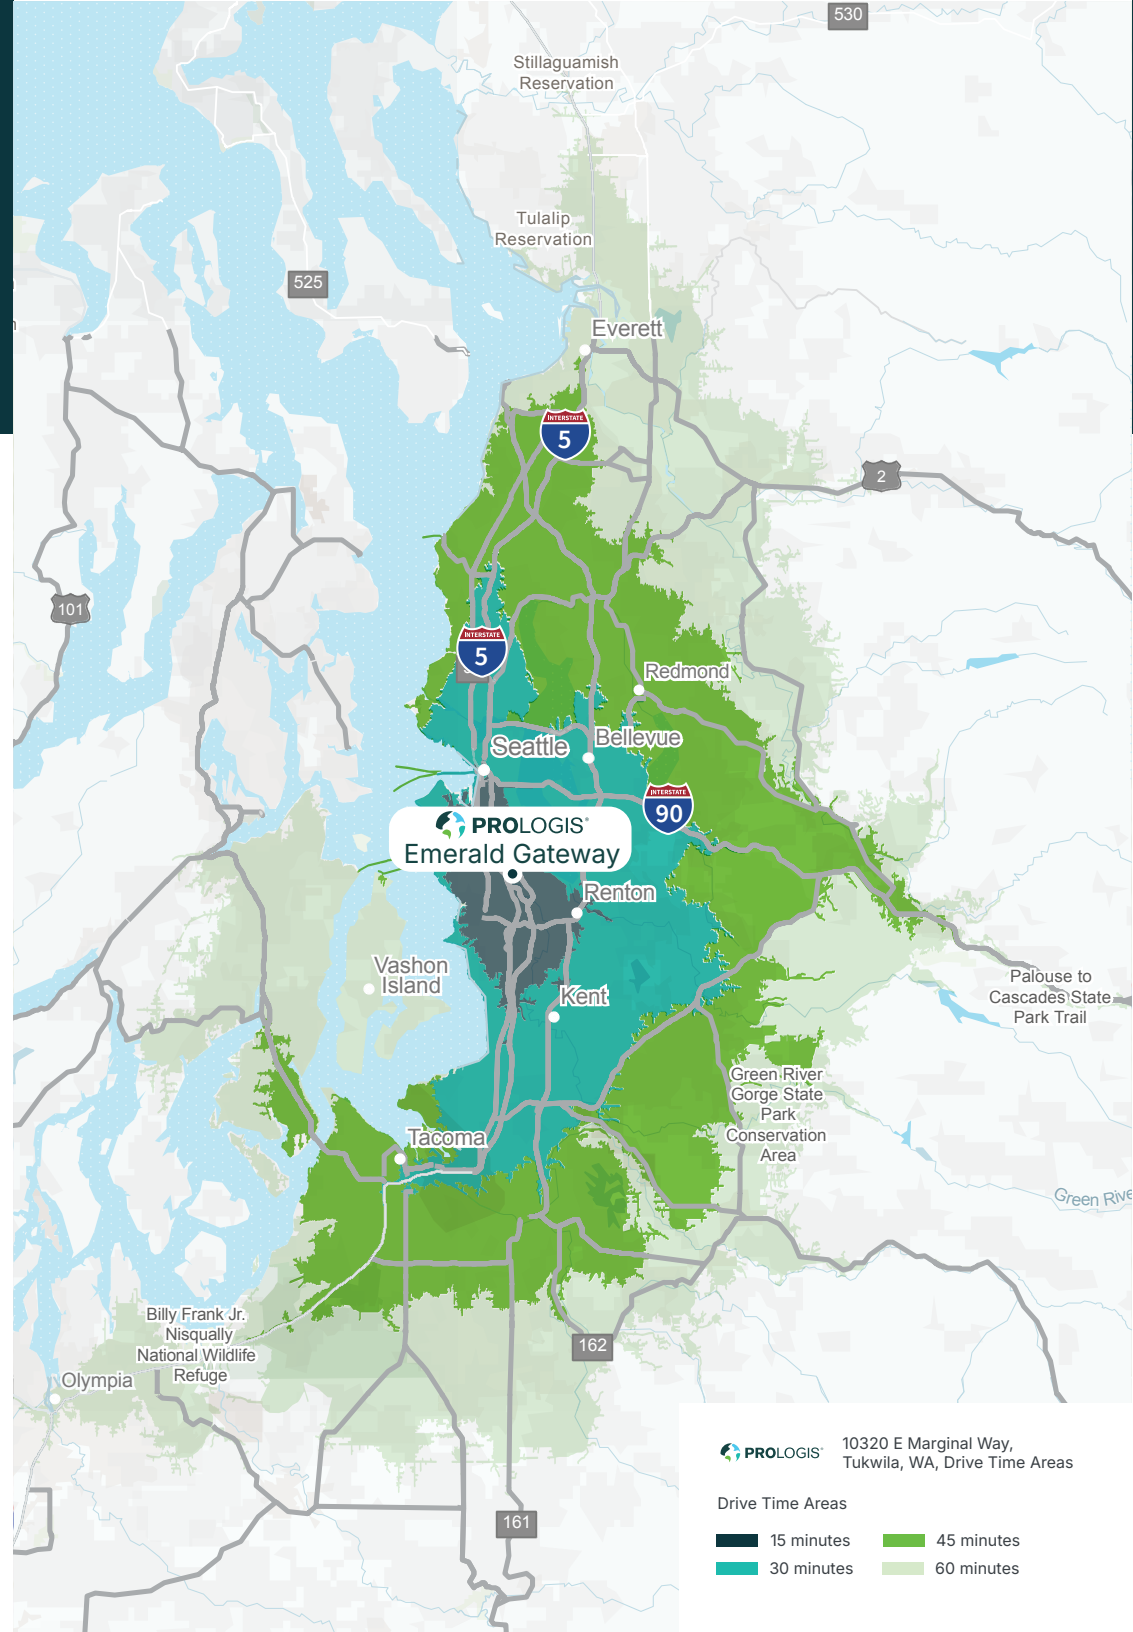 530
Stillaguamish
Reservation
Tulalip
Reservation
525
Everett
INTERSTATE
5
2
101
INTERSTATE
5
Redmond
Seattle
Bellevue
INTERSTATE
90
PROLOGIS®
Emerald Gateway
Renton
Vashon
Island
Kent
Palouse to
Cascades State
Park Trail
Green River
Gorge State
Park
Conservation
Area
Tacoma
Green Rive
Billy Frank Jr.
Nisqually
National Wildlife
Refuge
162
Olympia
161
PROLOGIS®
10320 E Marginal Way,
Tukwila, WA, Drive Time Areas
Drive Time Areas
15 minutes
45 minutes
30 minutes
60 minutes